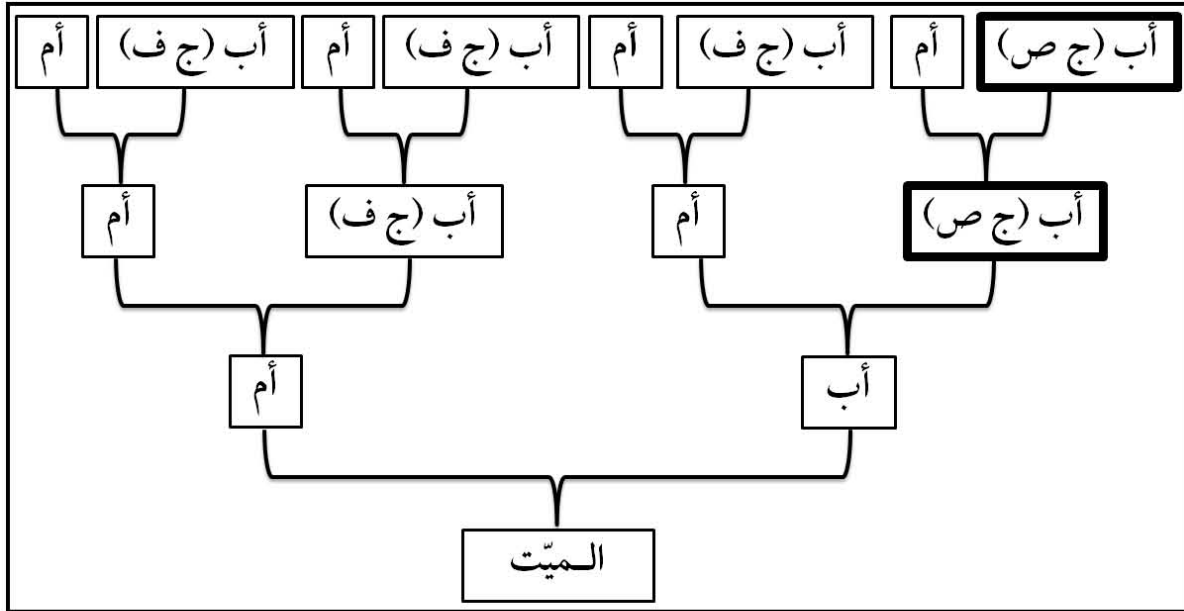 أب (ج ص) أم أب (ج ف) أم أب (ج ف) أم أب (ج ف) أم
أب (ج ص) أم أب (ج ف) أم
أب أم
الـميّت